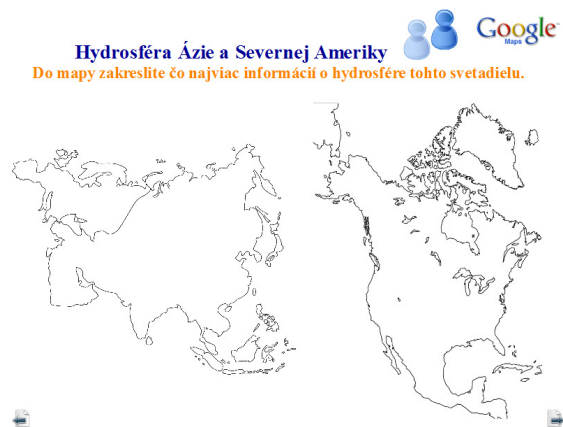 Hydrosféra Ázie a Severnej Ameriky
Google
Maps
Do mapy zakreslite čo najviac informácií o hydrosfére tohto svetadielu.